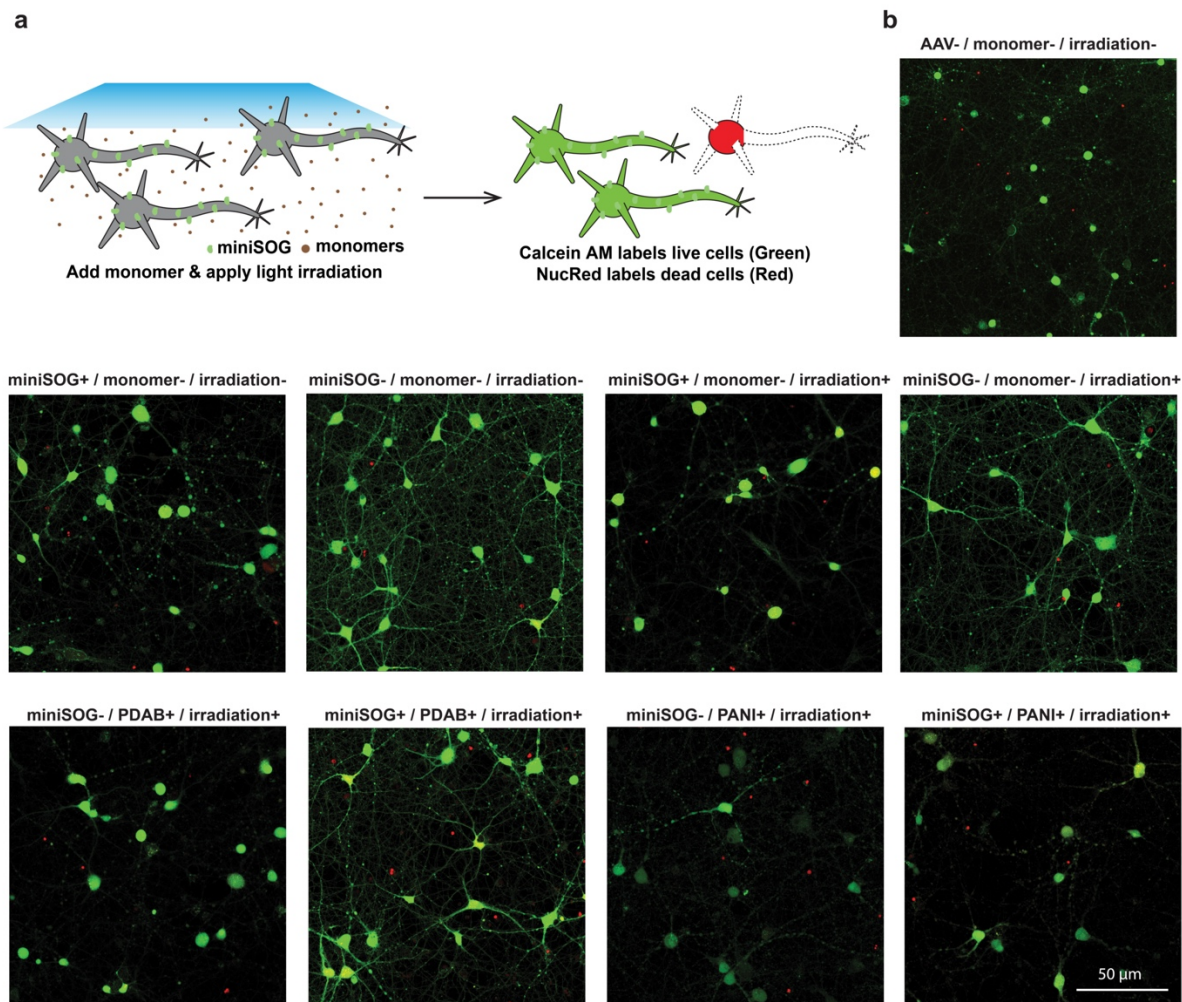 a
miniSOG monomers
Add monomer & apply light irradiation
Calcein AM labels live cells (Green)
NucRed labels dead cells (Red)
b
AAV- / monomer- / irradiation-
miniSOG+ / monomer- / irradiation-
miniSOG- / monomer- / irradiation-
miniSOG+ / monomer- / irradiation+
miniSOG- / monomer- / irradiation+
miniSOG- / PDAB+ / irradiation+
miniSOG+ / PDAB+ / irradiation+
miniSOG- / PANI+ / irradiation+
miniSOG+ / PANI+ / irradiation+
50 µm